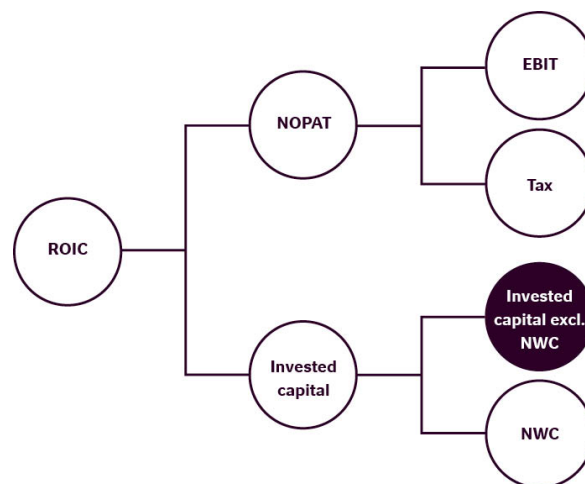 EBIT
NOPAT
Tax
ROIC
Invested
capital excl.
NWC
Invested
capital
NWC